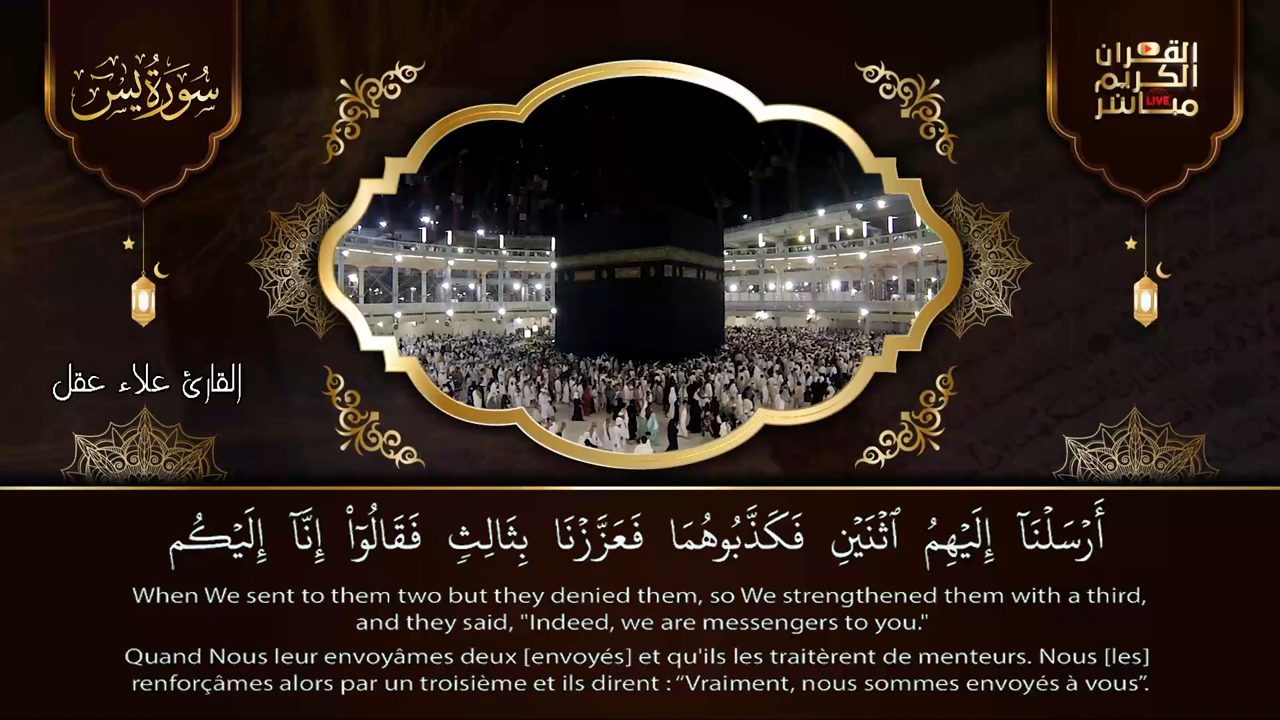 سُورَةُ يسٓ
القرآن
الكريم
مباشر
LIVE
القارئ علاء عقل
أَرۡسَلۡنَآ إِلَيۡهِمُ ٱثۡنَيۡنِ فَكَذَّبُوهُمَا فَعَزَّزۡنَا بِثَالِثٖ فَقَالُوٓاْ إِنَّآ إِلَيۡكُم
When We sent to them two but they denied them, so We strengthened them with a third,
and they said, "Indeed, we are messengers to you."
Quand Nous leur envoyâmes deux [envoyés] et qu'ils les traitèrent de menteurs. Nous [les]
renforçâmes alors par un troisième et ils dirent : “Vraiment, nous sommes envoyés à vous”.